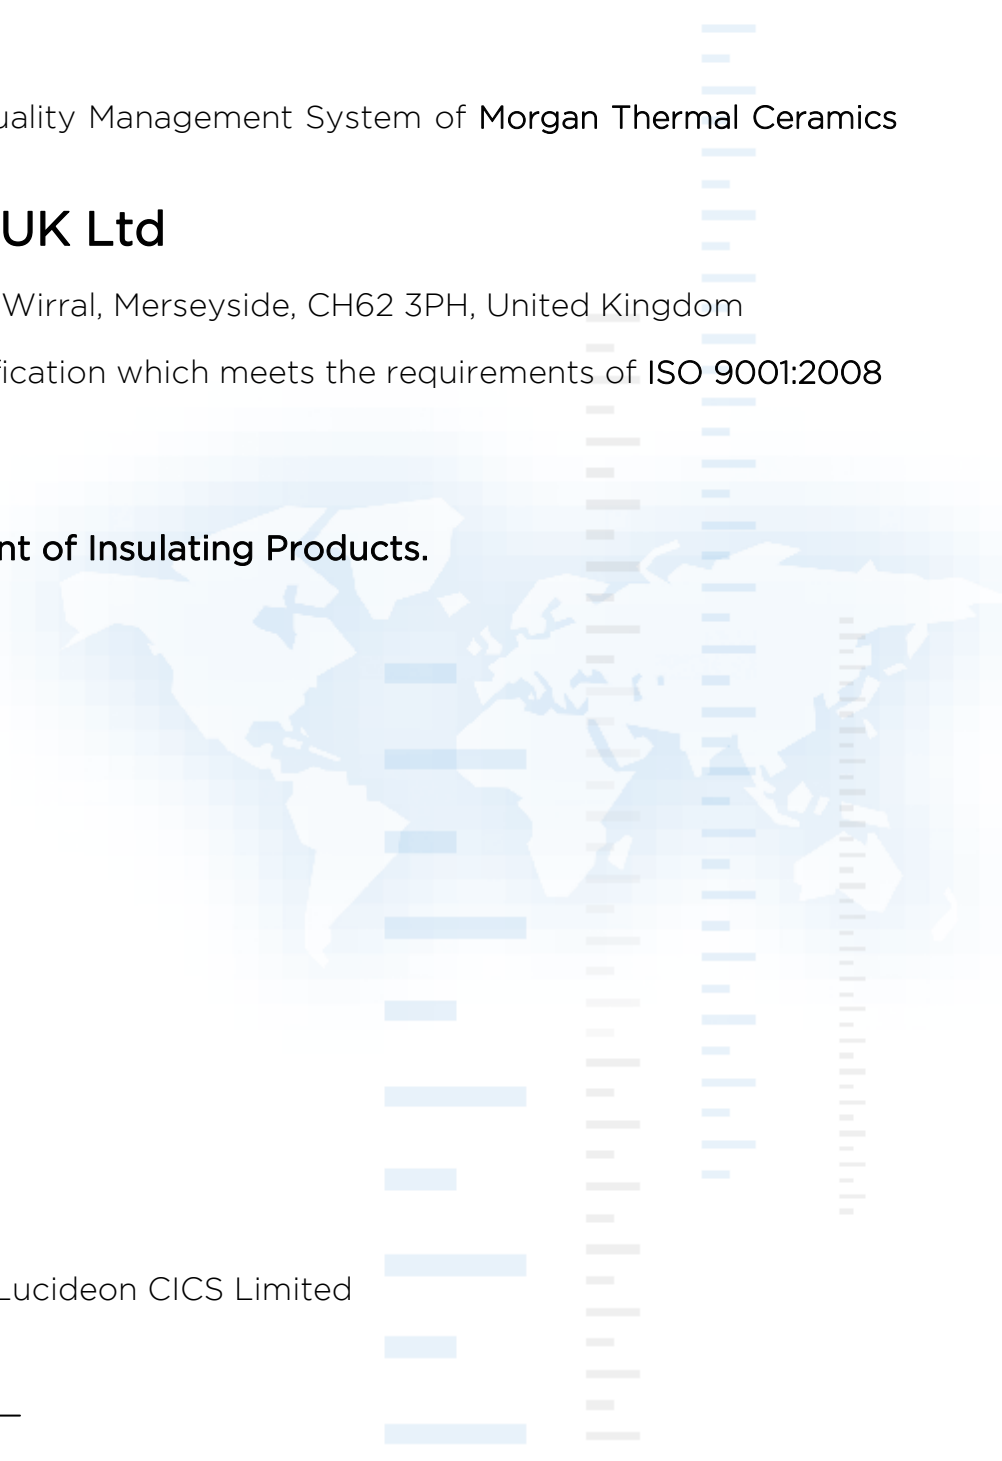 uality Management System of Morgan Thermal Ceramics
UK Ltd
Wirral, Merseyside, CH62 3PH, United Kingdom
fication which meets the requirements of ISO 9001:2008
nt of Insulating Products.
Lucideon CICS Limited